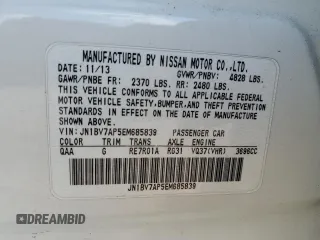 MANUFACTURED BY NISSAN MOTOR CO.,LTD.
DATE 11/13 GVWR/PNBV: 4828 LBS.
GAWR/PNBE FR: 2370 LBS. RR: 2480 LBS.
THIS VEHICLE CONFORMS TO ALL APPLICABLE FEDERAL
MOTOR VEHICLE SAFETY,BUMPER,AND THEFT PREVENTION
STANDARDS IN EFFECT ON THE DATE OF MANUFACTURE
SHOWN ABOVE.
VIN: JN1BV7AP5EM685839 PASSENGER CAR
COLOR TRIM TRANS AXLE ENGINE
QAA G RE7R01A RG31 VQ37(VHR) 3696CC
JN1BV7AP5EM685839
DREAMBID